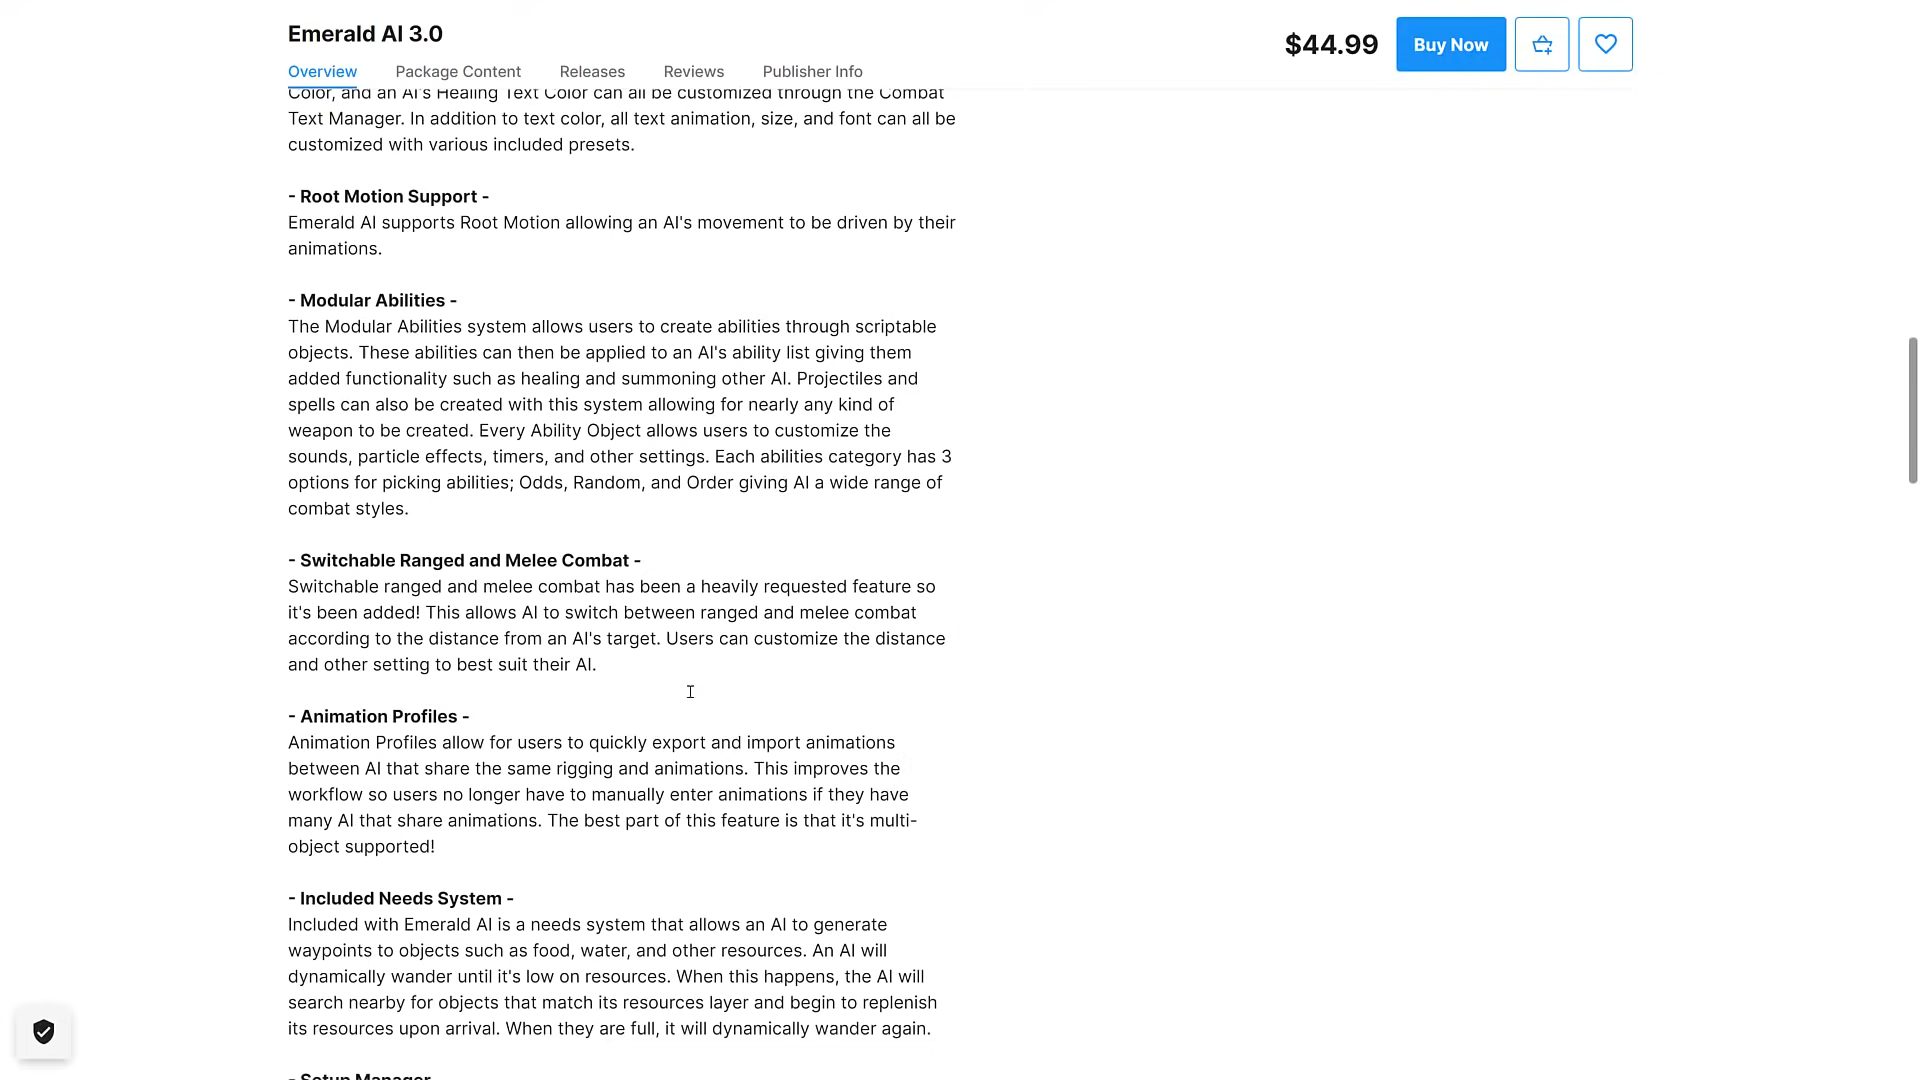 Emerald AI 3.0
$44.99
Buy Now
Overview
Package Content
Releases
Reviews
Publisher Info
Color, and an AI's Healing Text Color can all be customized through the Combat
Text Manager. In addition to text color, all text animation, size, and font can all be
customized with various included presets.
- Root Motion Support -
Emerald AI supports Root Motion allowing an AI's movement to be driven by their
animations.
- Modular Abilities -
The Modular Abilities system allows users to create abilities through scriptable
objects. These abilities can then be applied to an AI's ability list giving them
added functionality such as healing and summoning other AI. Projectiles and
spells can also be created with this system allowing for nearly any kind of
weapon to be created. Every Ability Object allows users to customize the
sounds, particle effects, timers, and other settings. Each abilities category has 3
options for picking abilities; Odds, Random, and Order giving AI a wide range of
combat styles.
- Switchable Ranged and Melee Combat -
Switchable ranged and melee combat has been a heavily requested feature so
it's been added! This allows AI to switch between ranged and melee combat
according to the distance from an AI's target. Users can customize the distance
and other setting to best suit their AI.
- Animation Profiles -
Animation Profiles allow for users to quickly export and import animations
between AI that share the same rigging and animations. This improves the
workflow so users no longer have to manually enter animations if they have
many AI that share animations. The best part of this feature is that it's multi-
object supported!
- Included Needs System -
Included with Emerald AI is a needs system that allows an AI to generate
waypoints to objects such as food, water, and other resources. An AI will
dynamically wander until it's low on resources. When this happens, the AI will
search nearby for objects that match its resources layer and begin to replenish
its resources upon arrival. When they are full, it will dynamically wander again.
- Setup Manager